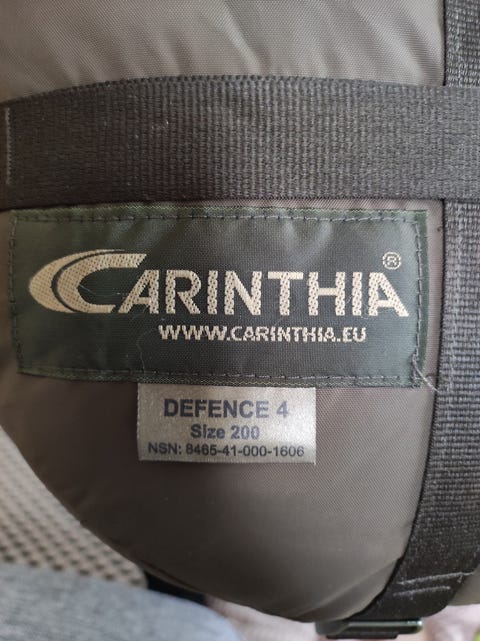 CARINTHIA®
WWW.CARINTHIA.EU
DEFENCE 4
Size 200
NSN: 8465-41-000-1606